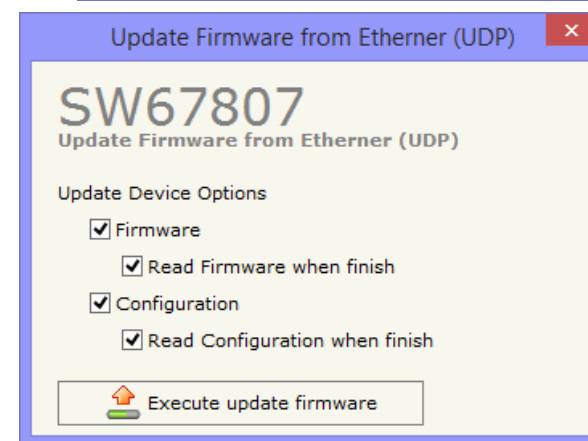 Update Firmware from Etherner (UDP)
SW67807
Update Firmware from Etherner (UDP)
Update Device Options
Firmware
Read Firmware when finish
Configuration
Read Configuration when finish
Execute update firmware